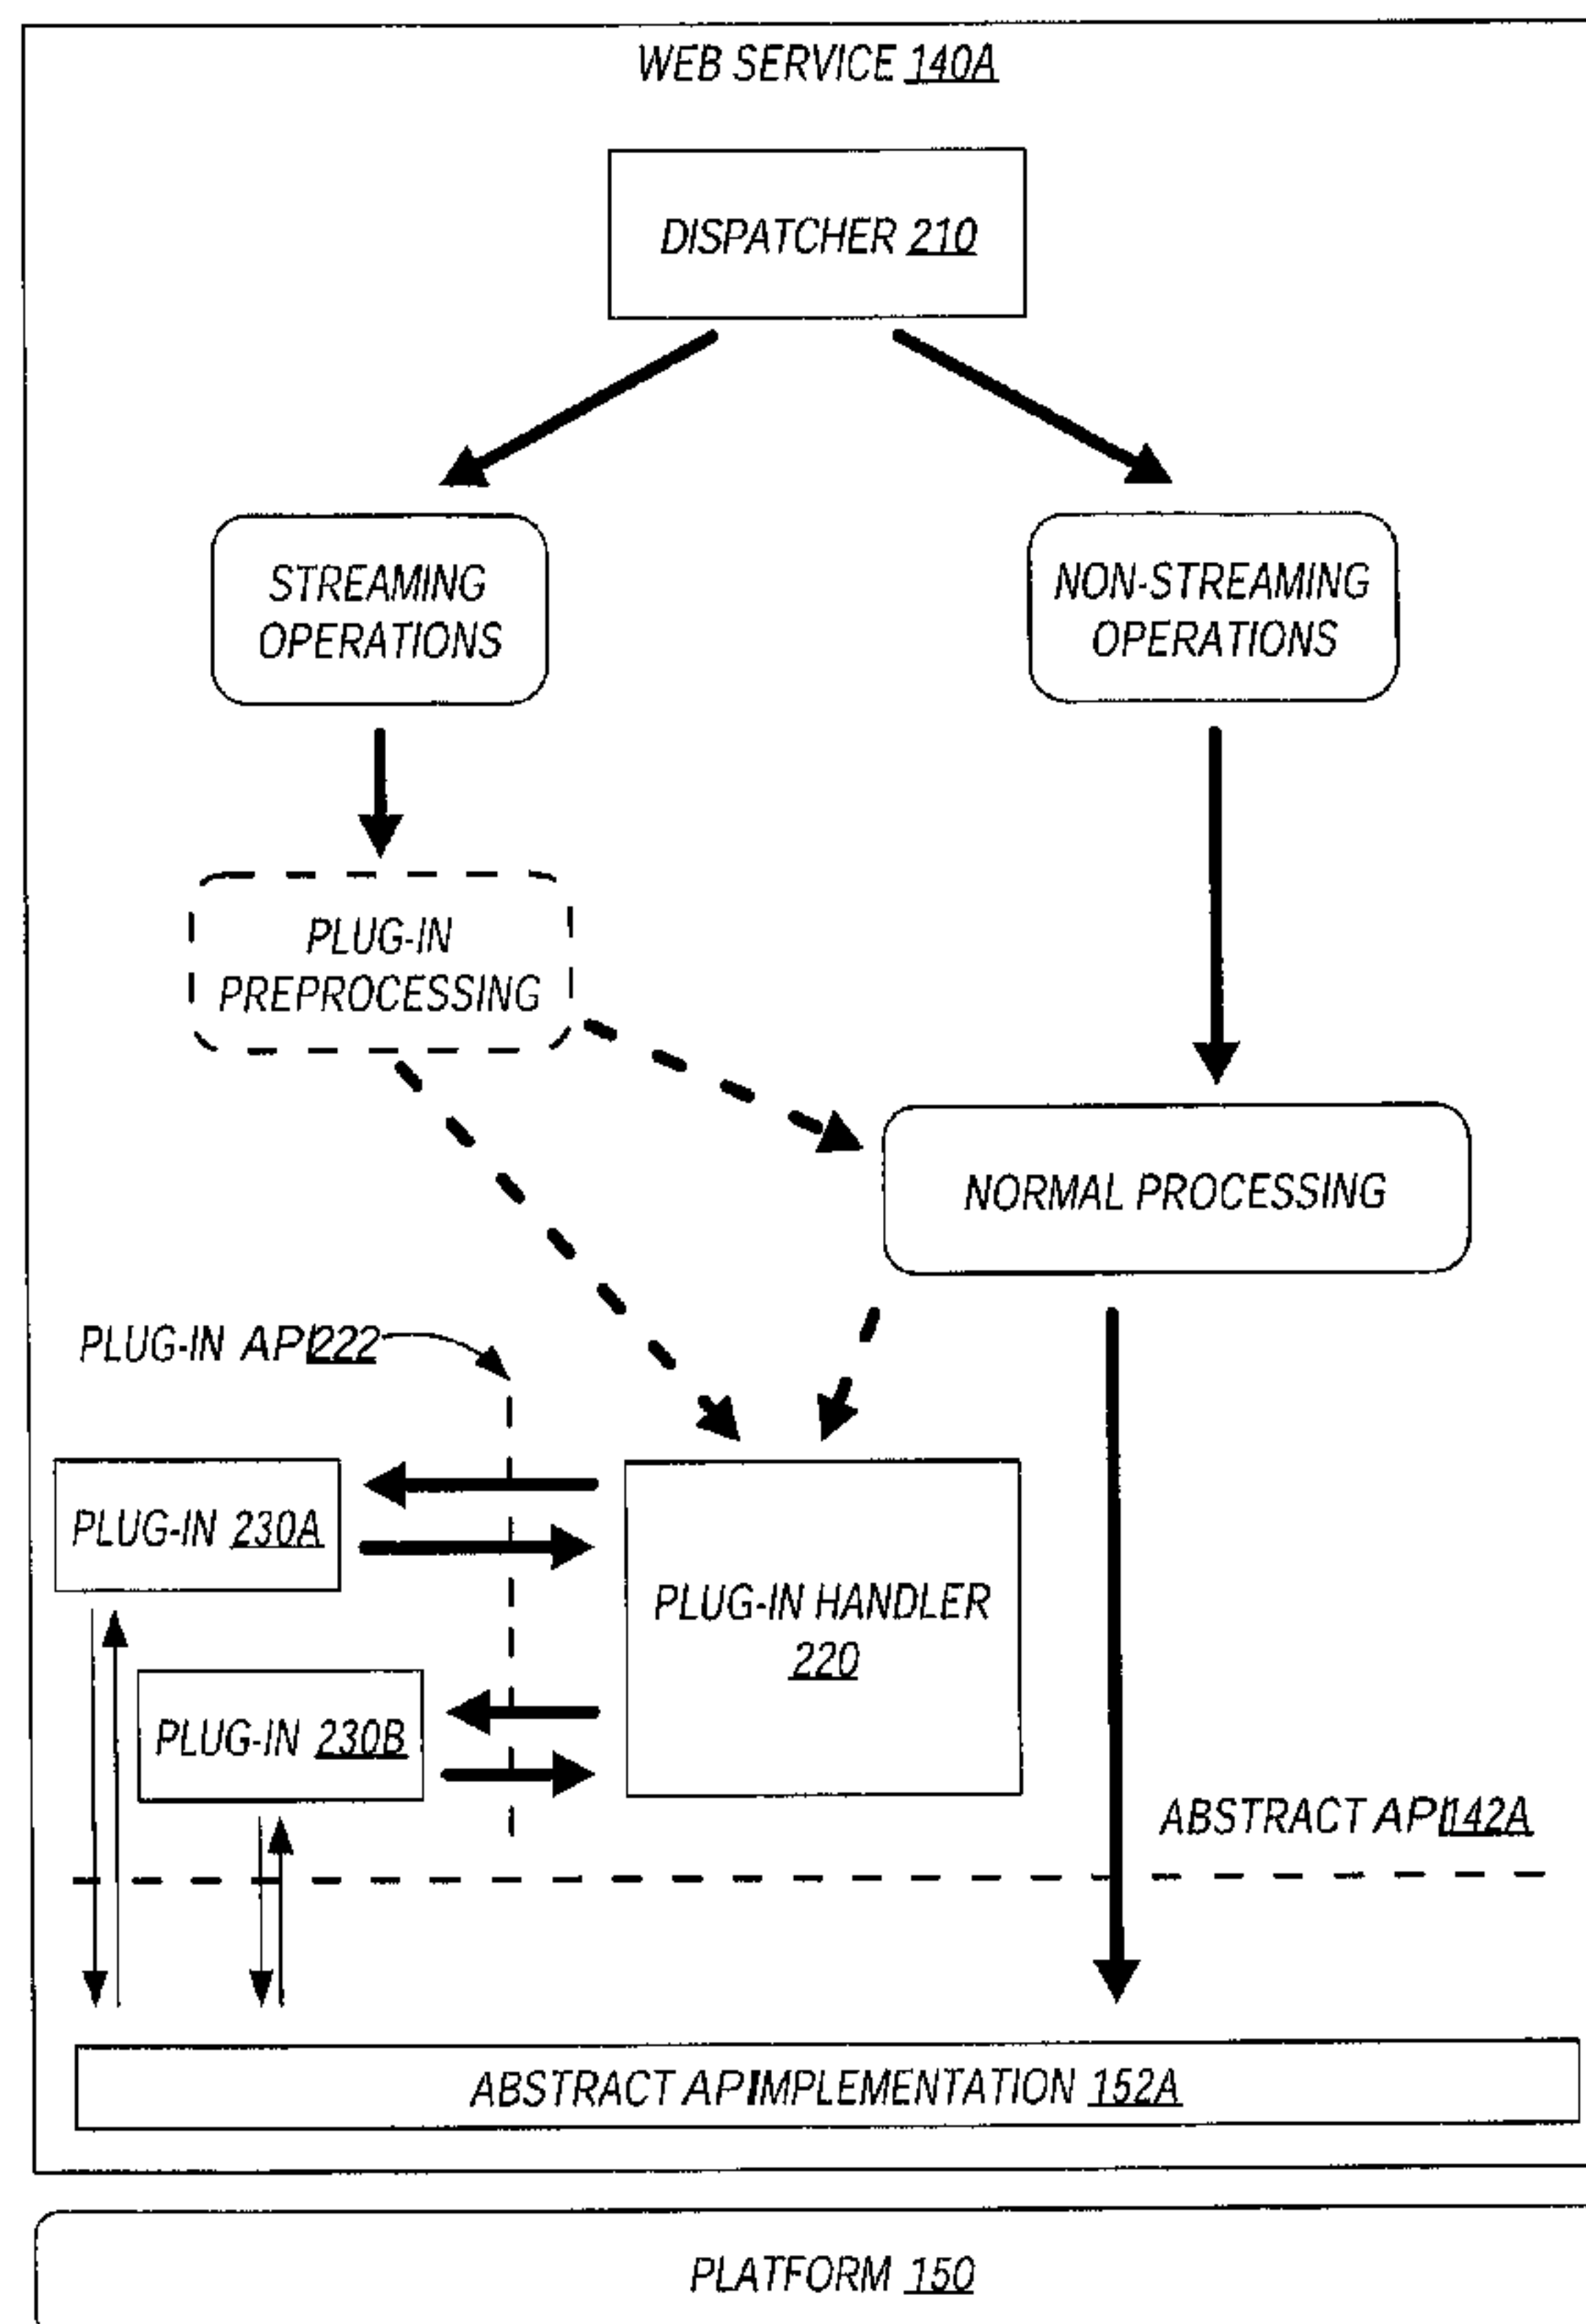 WEB SERVICE 140A
DISPATCHER 210
STREAMING
OPERATIONS
NON-STREAMING
OPERATIONS
PLUG-IN
PREPROCESSING
NORMAL PROCESSING
PLUG-IN API 222
PLUG-IN 230A
PLUG-IN HANDLER
220
PLUG-IN 230B
ABSTRACT API 142A
ABSTRACT API IMPLEMENTATION 152A
PLATFORM 150